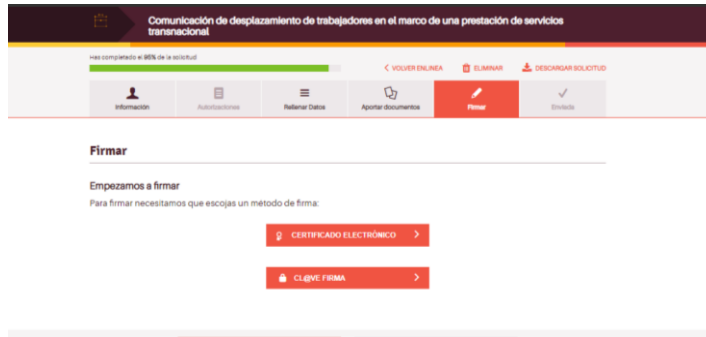 Comunicación de desplazamiento de trabajadores en el marco de una prestación de servicios
transnacional
Has completado el 96% de la solicitud
VOLVER ENLINEA ELIMINAR DESCARGAR SOLICITUD
Información Autorizaciones Rellenar Datos Aportar documentos Firmar Enviada
Firmar
Empezamos a firmar
Para firmar necesitamos que escojas un método de firma:
CERTIFICADO ELECTRÓNICO
CL@VE FIRMA